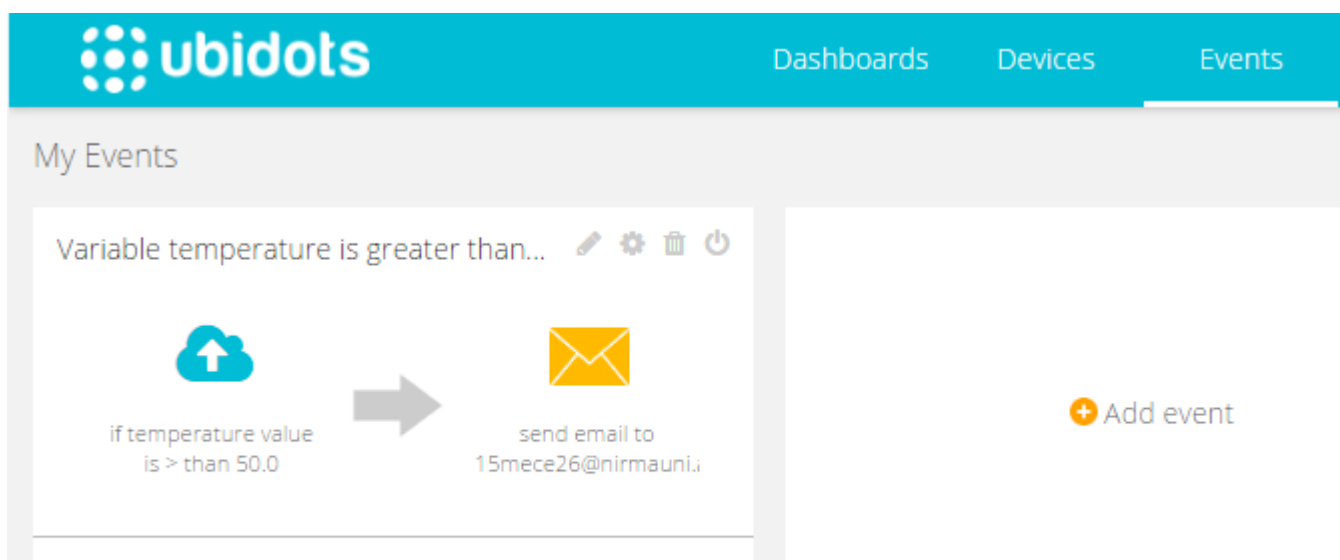 ubidots
Dashboards Devices Events
My Events
Variable temperature is greater than...
if temperature value
is > than 50.0
send email to
15mece26@nirmauni.
Add event